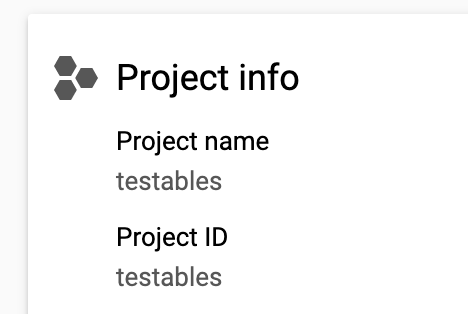 Project info
Project name
testables
Project ID
testables